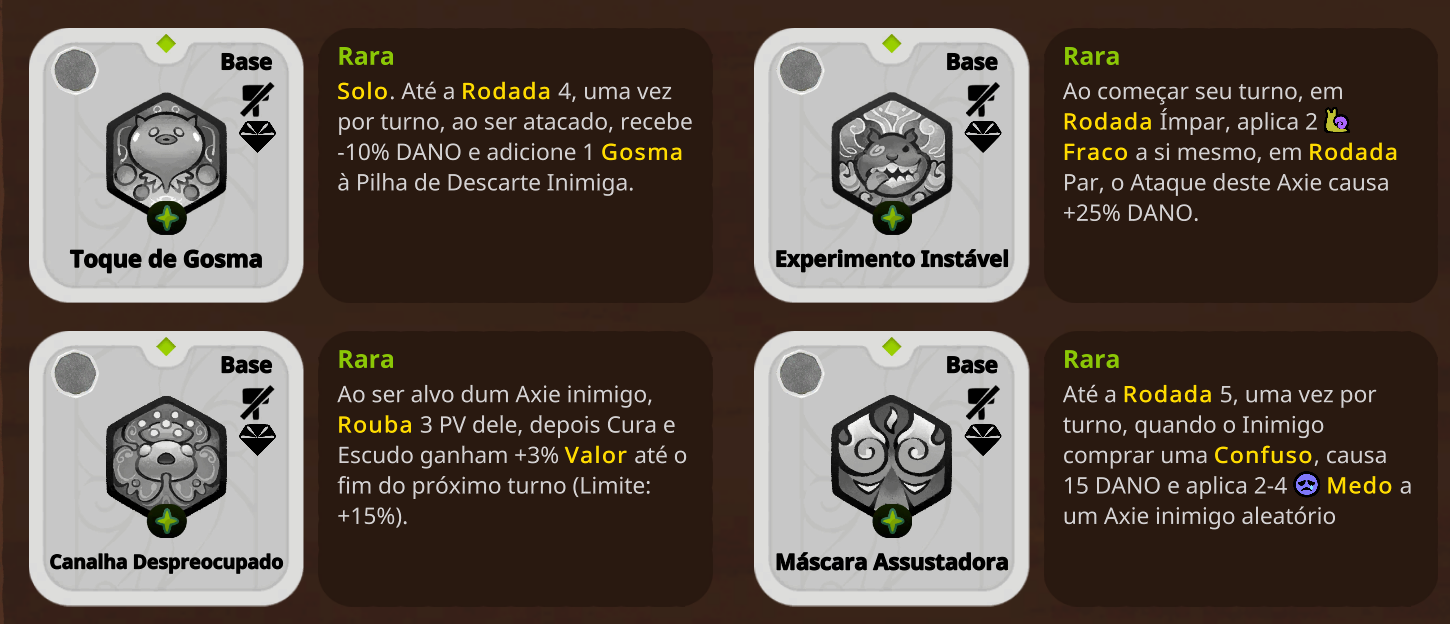 Base
Toque de Gosma
Rara
Solo. Até a Rodada 4, uma vez
por turno, ao ser atacado, recebe
-10% DANO e adicione 1 Gosma
à Pilha de Descarte Inimiga.
Base
Experimento Instável
Rara
Ao começar seu turno, em
Rodada Ímpar, aplica 2
Fraco a si mesmo, em Rodada
Par, o Ataque deste Axie causa
+25% DANO.
Base
Canalha Despreocupado
Rara
Ao ser alvo dum Axie inimigo,
Rouba 3 PV dele, depois Cura e
Escudo ganham +3% Valor até o
fim do próximo turno (Limite:
+15%).
Base
Máscara Assustadora
Rara
Até a Rodada 5, uma vez por
turno, quando o Inimigo
comprar uma Confuso, causa
15 DANO e aplica 2-4 Medo a
um Axie inimigo aleatório